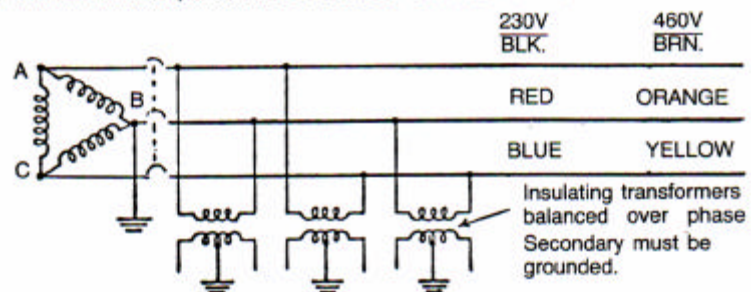 230V 460V
BLK. BRN.
A
B
RED ORANGE
C
BLUE YELLOW
Insulating transformers
balanced over phase
Secondary must be
grounded.